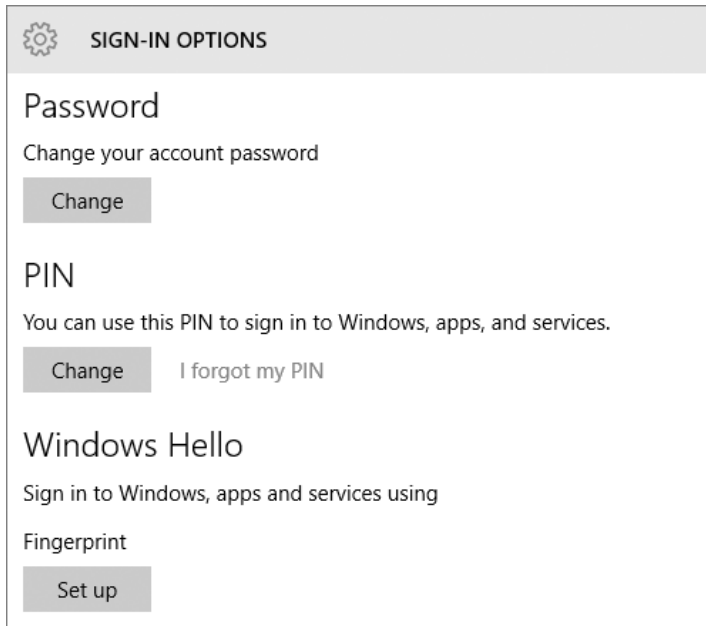 SIGN-IN OPTIONS
Password
Change your account password
Change
PIN
You can use this PIN to sign in to Windows, apps, and services.
Change I forgot my PIN
Windows Hello
Sign in to Windows, apps and services using
Fingerprint
Set up